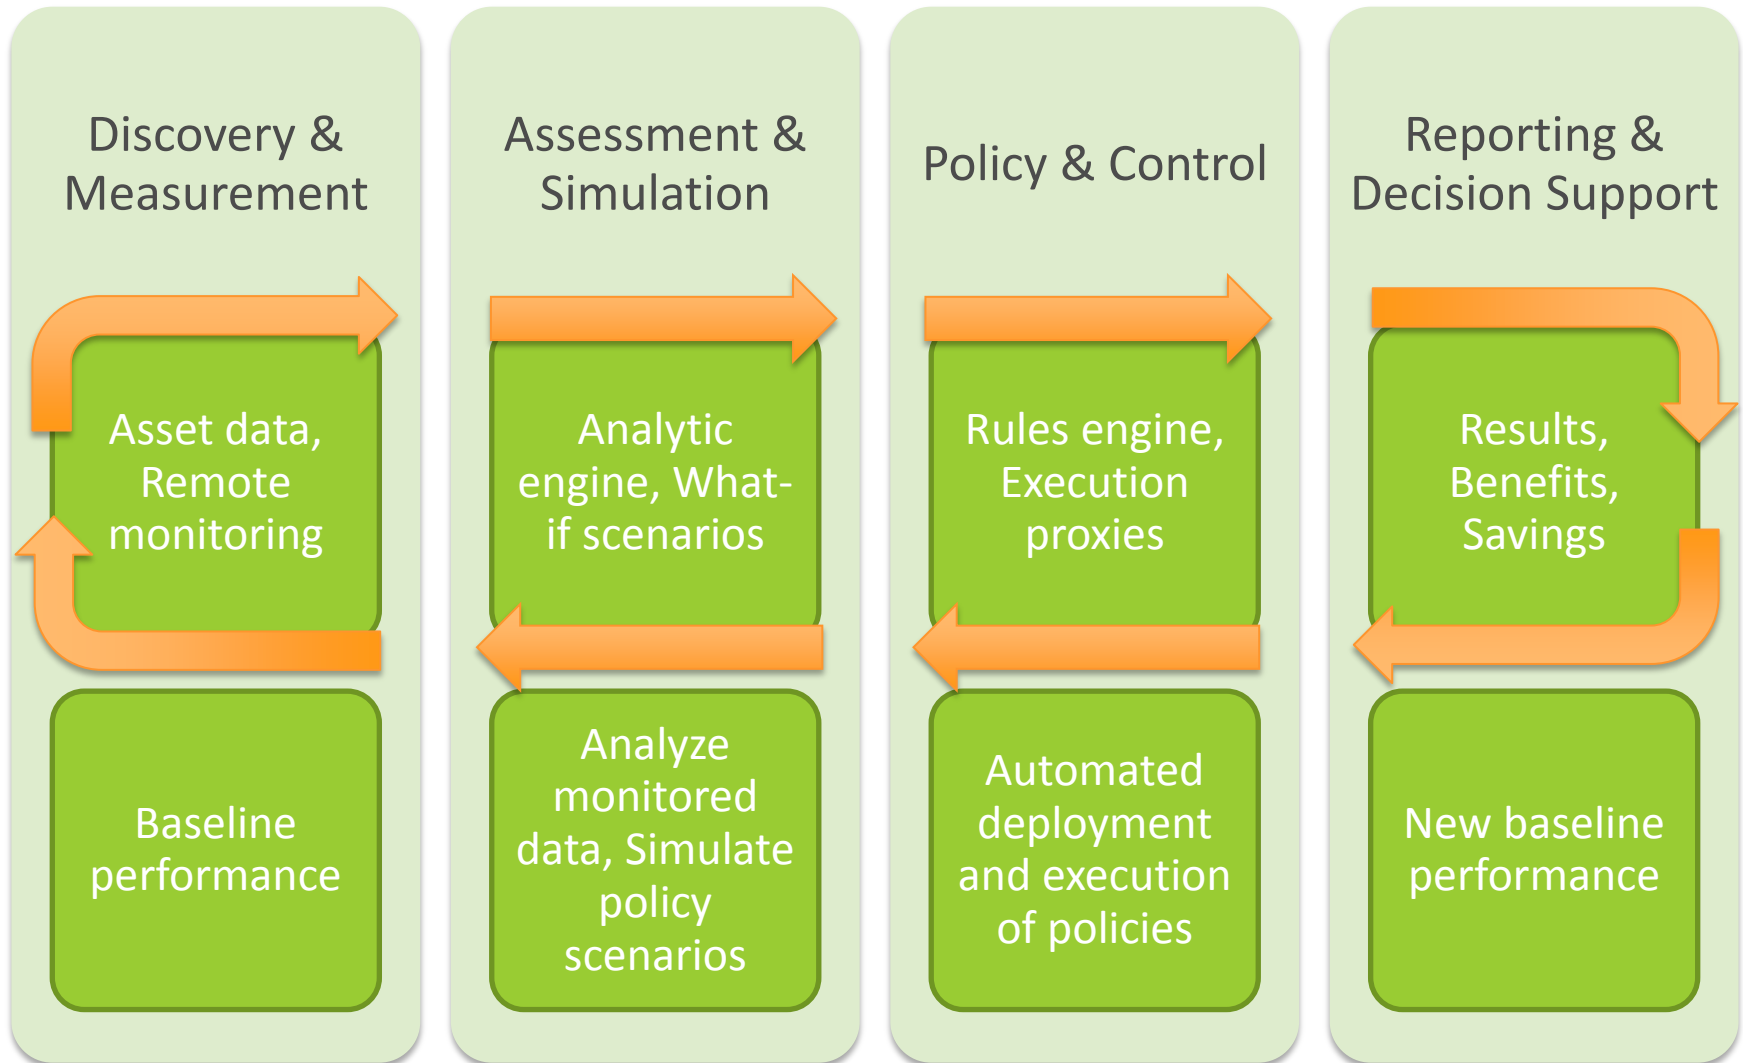 Discovery &
Measurement
Asset data,
Remote
monitoring
Baseline
performance
Assessment &
Simulation
Analytic
engine, What-
if scenarios
Analyze
monitored
data, Simulate
policy
scenarios
Policy & Control
Rules engine,
Execution
proxies
Automated
deployment
and execution
of policies
Reporting &
Decision Support
Results,
Benefits,
Savings
New baseline
performance